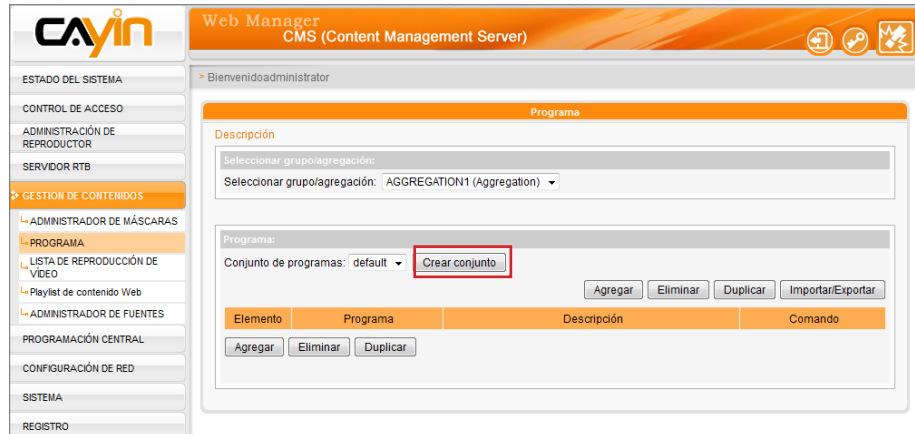 CAYIN
Web Manager
CMS (Content Management Server)
ESTADO DEL SISTEMA
CONTROL DE ACCESO
ADMINISTRACIÓN DE
REPRODUCTOR
SERVIDOR RTB
GESTIÓN DE CONTENIDOS
ADMINISTRADOR DE MÁSCARAS
PROGRAMA
LISTA DE REPRODUCCIÓN DE
VÍDEO
Playlist de contenido Web
ADMINISTRADOR DE FUENTES
PROGRAMACIÓN CENTRAL
CONFIGURACIÓN DE RED
SISTEMA
REGISTRO
> Bienvenidoadministrator
Programa
Descripción
Seleccionar grupo/agregación:
Seleccionar grupo/agregación: AGGREGATION1 (Aggregation)
Programa:
Conjunto de programas: default Crear conjunto
Agregar Eliminar Duplicar Importar/Exportar
Elemento Programa Descripción Comando
Agregar Eliminar Duplicar